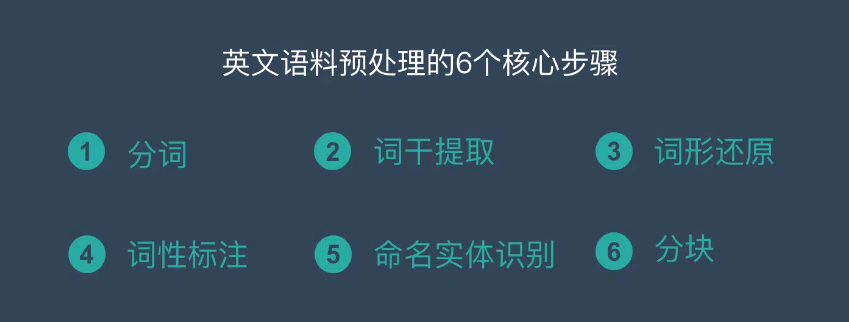 英文语料预处理的6个核心步骤
1 分词
2 词干提取
3 词形还原
4 词性标注
5 命名实体识别
6 分块